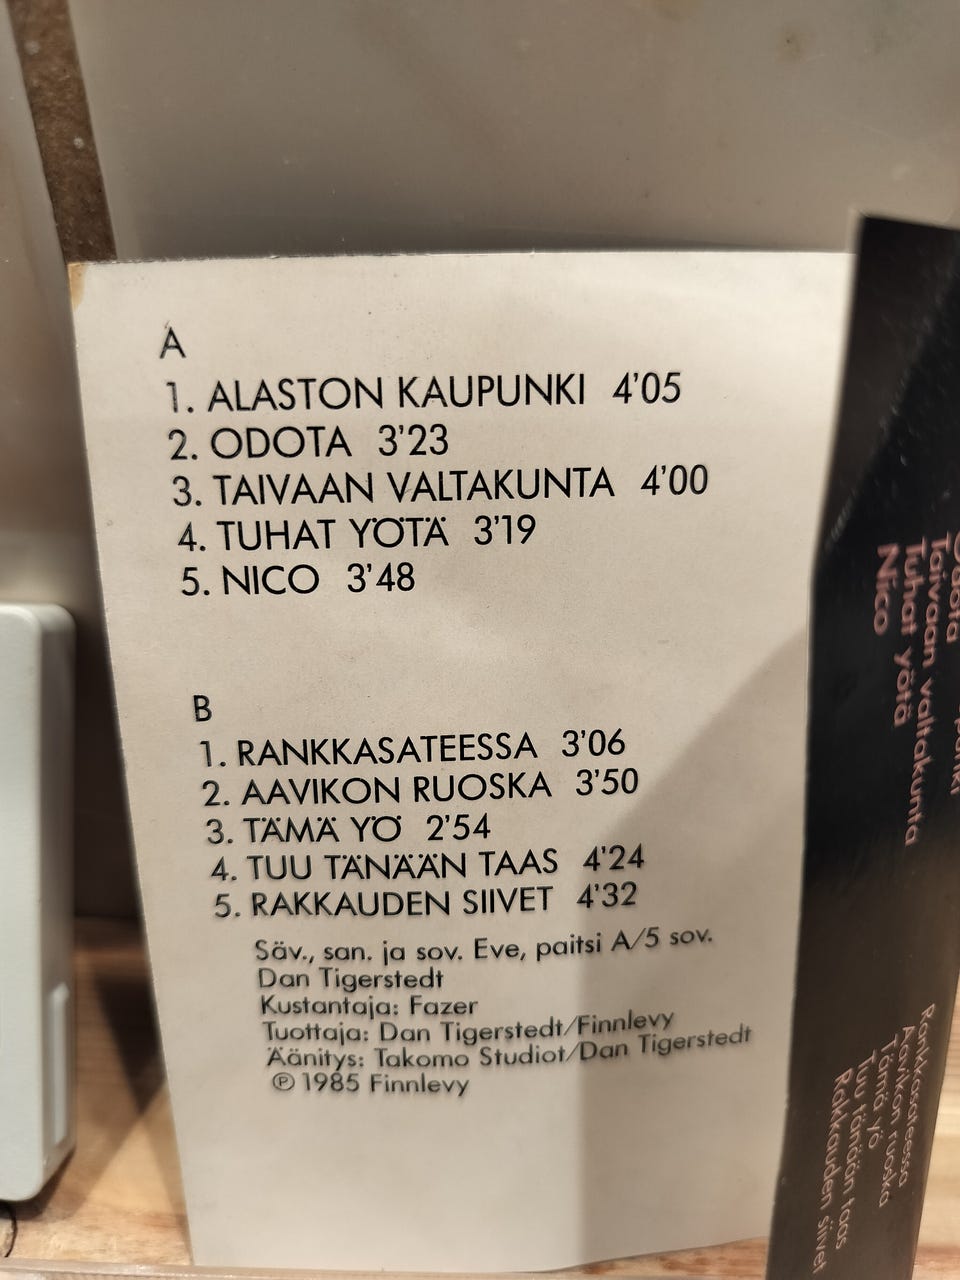 A
1. ALASTON KAUPUNKI 4'05
2. ODOTA 3'23
3. TAIVAAN VALTAKUNTA 4'00
4. TUHAT YÖTÄ 3'19
5. NICO 3'48
B
1. RANKKASATEESSA 3'06
2. AAVIKON RUOSKA 3'50
3. TÄMÄ YÖ 2'54
4. TUU TÄNÄÄN TAAS 4'24
5. RAKKAUDEN SIIVET 4'32
Säv., san. ja sov. Eve, paitsi A/5 sov.
Dan Tigerstedt
Kustantaja: Fazer
Tuottaja: Dan Tigerstedt/Finnlevy
Äänitys: Takomo Studiot/Dan Tigerstedt
℗ 1985 Finnlevy
Odota
Taivaan valtakunta
Tuhat yötä
Nico
Rankkasateessa
Aavikon ruoska
Tämä yö
Tuu tänään taas
Rakkauden siivet